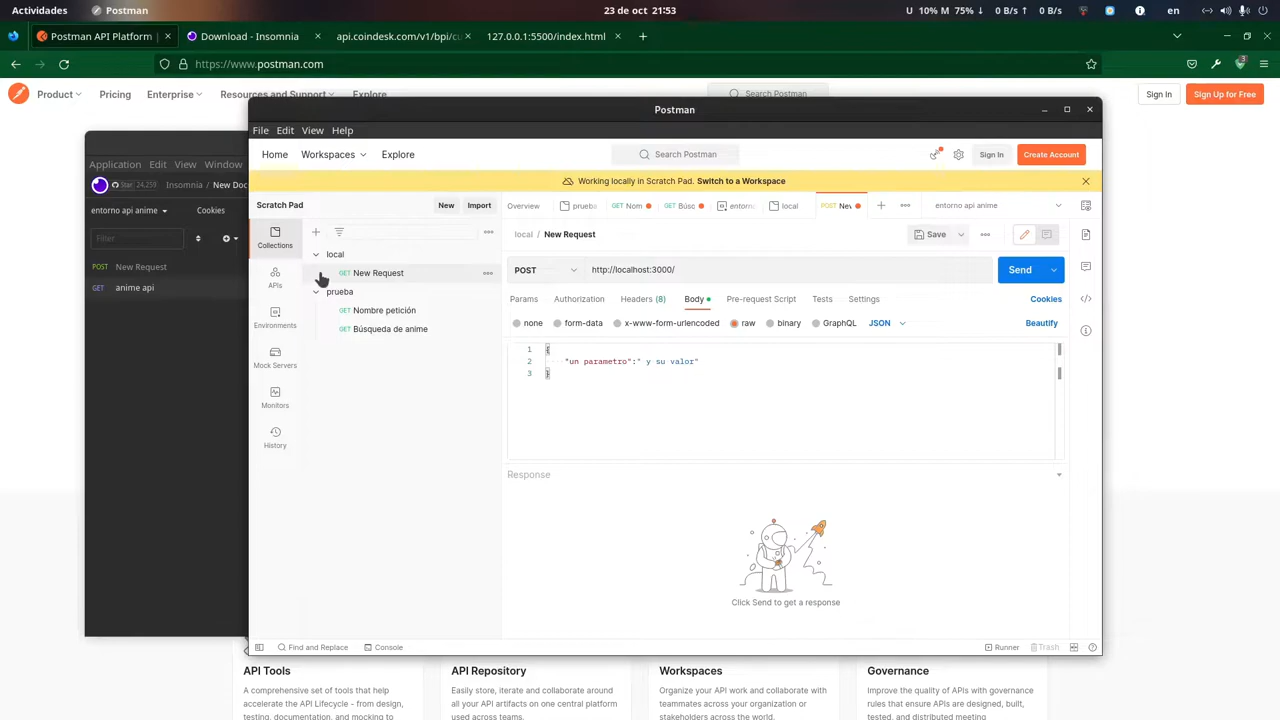 Actividades Postman 23 de oct 21:53 U 10% M 75% ↓ 0 B/s ↑ 0 B/s en
Postman API Platform × Download - Insomnia × api.coindesk.com/v1/bpi/cu × 127.0.0.1:5500/index.html × +
https://www.postman.com
Product Pricing Enterprise Resources and Support Explore Search Postman Sign In Sign Up for Free
Postman
File Edit View Help
Home Workspaces Explore Search Postman Sign In Create Account
Working locally in Scratch Pad. Switch to a Workspace
Application Edit View Window
Star 24,259 Insomnia / New Doc
entorno api anime Cookies
Filter
POST New Request
GET anime api
Scratch Pad New Import
Overview prueba GET Nom GET Búsc entorno local POST Nev + entorno api anime
Collections
APIs
Environments
Mock Servers
Monitors
History
local
GET New Request
prueba
GET Nombre petición
GET Búsqueda de anime
local / New Request Save
POST http://localhost:3000/ Send
Params Authorization Headers (8) Body Pre-request Script Tests Settings Cookies
none form-data x-www-form-urlencoded raw binary GraphQL JSON Beautify
1 {
2 "un parametro":" y su valor"
3 }
Response
Click Send to get a response
Find and Replace Console Runner Trash
API Tools API Repository Workspaces Governance
A comprehensive set of tools that help Easily store, iterate and collaborate around Organize your API work and collaborate with Improve the quality of APIs with governance
accelerate the API Lifecycle - from design, all your API artifacts on one central platform teammates across your organization or rules that ensure APIs are designed, built,
testing, documentation, and mocking to used across teams. stakeholders across the world. tested, and distributed meeting